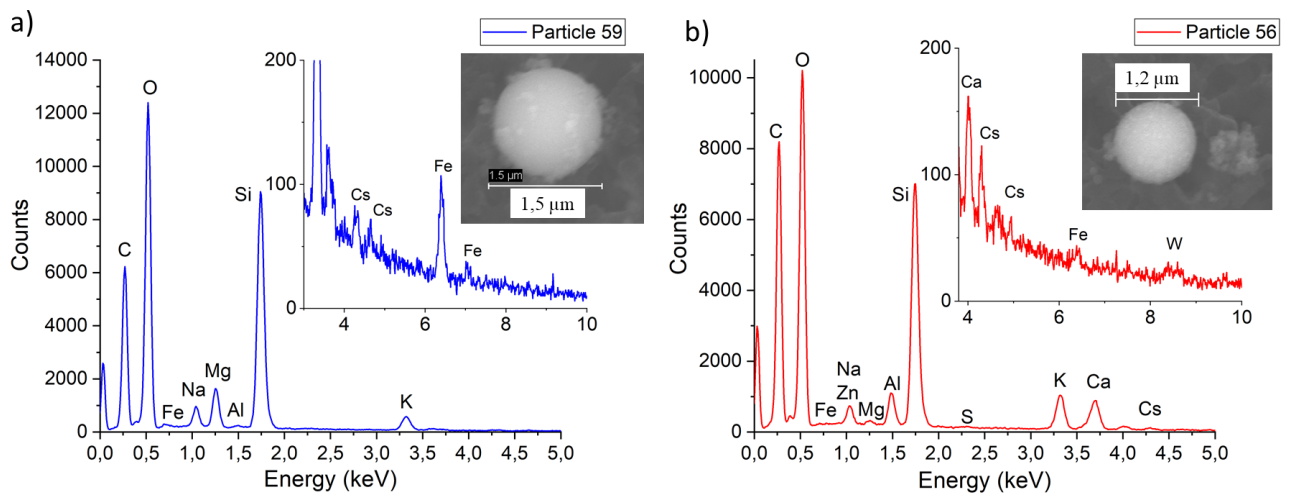 a)
Particle 59
14000
12000
10000
8000
6000
4000
2000
0
Counts
C
O
Fe
Na
Mg
Al
Si
K
0,0 0,5 1,0 1,5 2,0 2,5 3,0 3,5 4,0 4,5 5,0
Energy (keV)
200
100
0
Cs
Cs
Fe
Fe
4 6 8 10
1.5 µm
1,5 µm
b)
Particle 56
10000
8000
6000
4000
2000
0
Counts
C
O
Fe
Na
Zn
Mg
Al
Si
S
K
Ca
Cs
0,0 0,5 1,0 1,5 2,0 2,5 3,0 3,5 4,0 4,5 5,0
Energy (keV)
200
100
0
Ca
Cs
Cs
Fe
W
4 6 8 10
1,2 µm